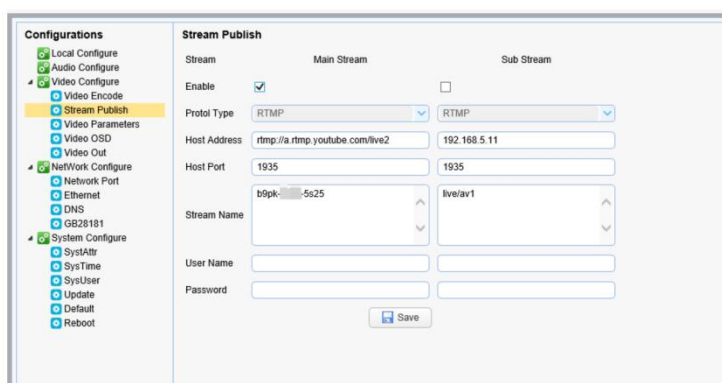 Configurations
Local Configure
Audio Configure
Video Configure
Video Encode
Stream Publish
Video Parameters
Video OSD
Video Out
NetWork Configure
Network Port
Ethernet
DNS
GB28181
System Configure
SystAttr
SysTime
SysUser
Update
Default
Reboot
Stream Publish
Stream Main Stream Sub Stream
Enable
Protol Type RTMP RTMP
Host Address rtmp://a.rtmp.youtube.com/live2 192.168.5.11
Host Port 1935 1935
Stream Name b9pk- -5s25 live/av1
User Name
Password
Save